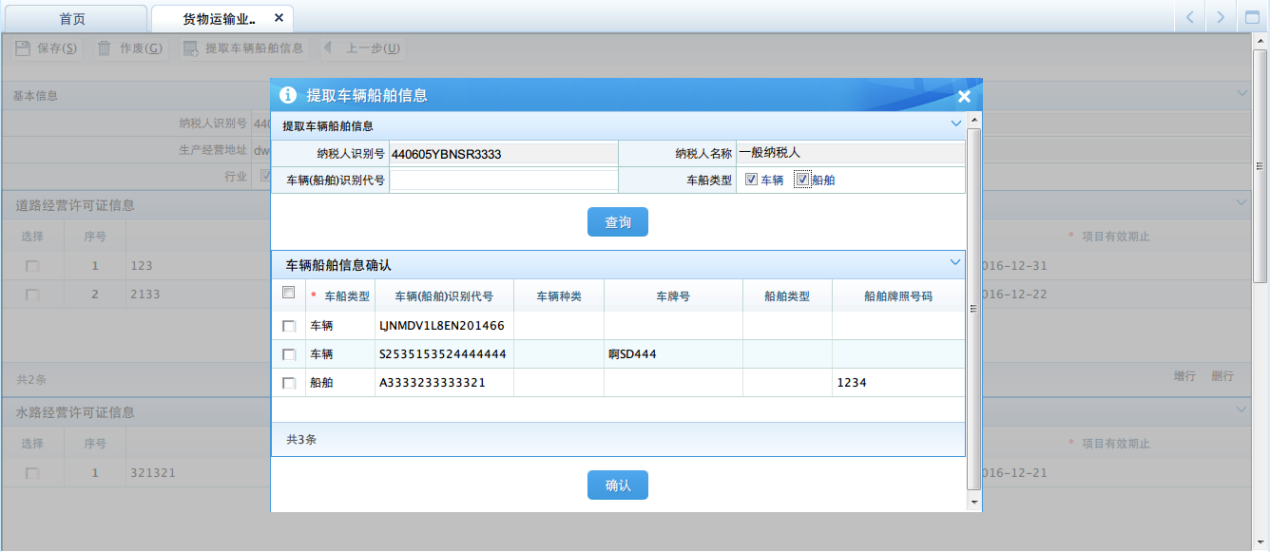 首页 货物运输业.. ×
保存(S) 作废(G) 提取车辆船舶信息 上一步(U)
基本信息
纳税人识别号 440
生产经营地址 dw
行业
道路经营许可证信息
选择 序号 * 项目有效期止
1 123 016-12-31
2 2133 016-12-22
共2条 增行 删行
水路经营许可证信息
选择 序号 * 项目有效期止
1 321321 016-12-21
提取车辆船舶信息
提取车辆船舶信息
纳税人识别号 440605YBNSR3333 纳税人名称 一般纳税人
车辆(船舶)识别代号 车船类型 车辆 船舶
查询
车辆船舶信息确认
* 车船类型 车辆(船舶)识别代号 车辆种类 车牌号 船舶类型 船舶牌照号码
车辆 LJNMDV1L8EN201466
车辆 S2535153524444444 啊SD444
船舶 A3333233333321 1234
共3条
确认